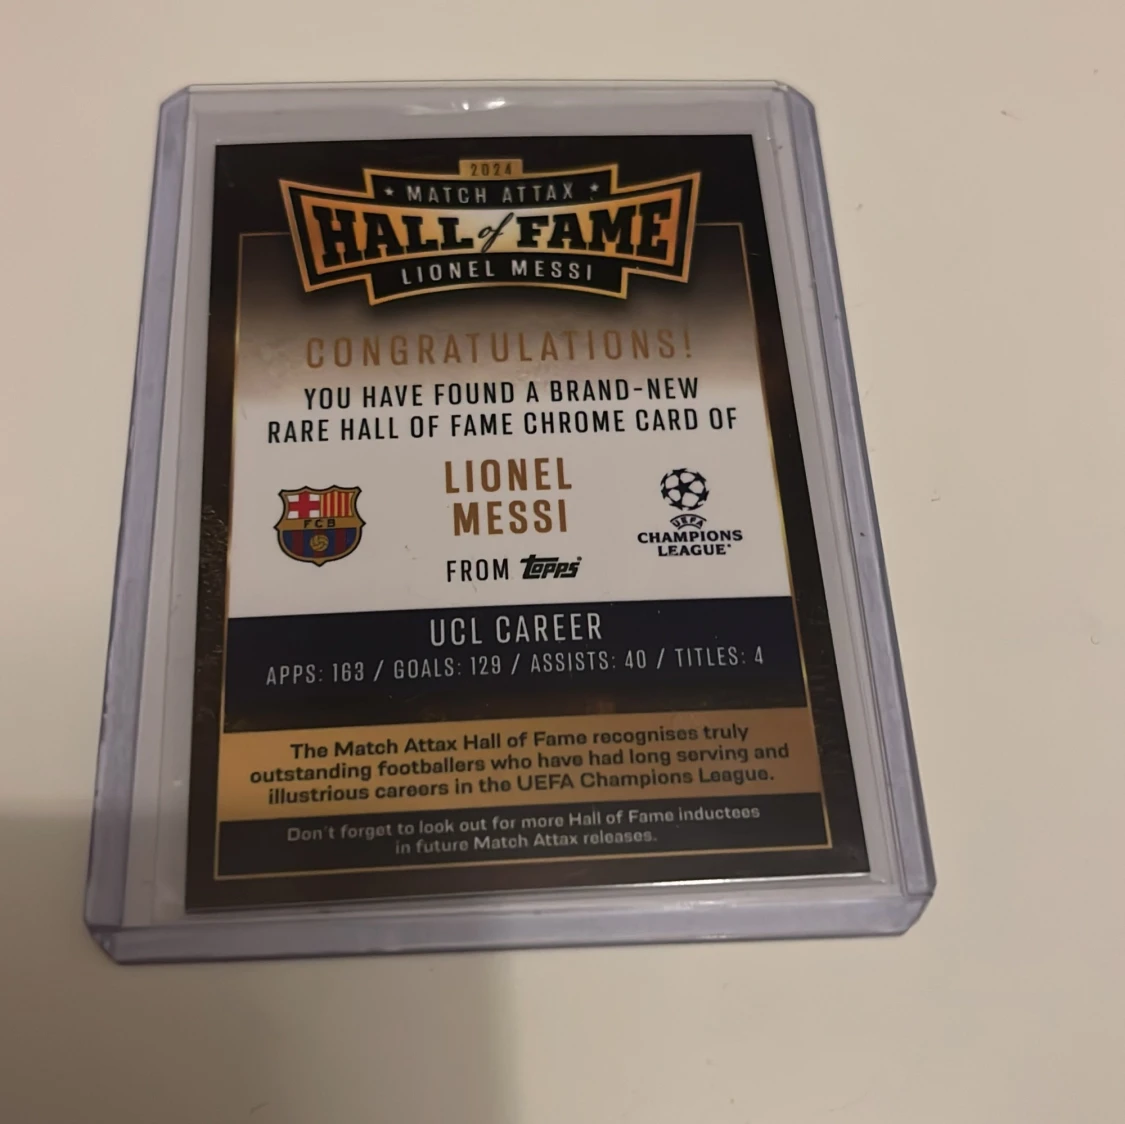 2024
★ MATCH ATTAX ★
HALL of FAME
LIONEL MESSI
CONGRATULATIONS!
YOU HAVE FOUND A BRAND-NEW
RARE HALL OF FAME CHROME CARD OF
LIONEL
MESSI
FCB
UEFA
CHAMPIONS
LEAGUE
FROM Topps
UCL CAREER
APPS: 163 / GOALS: 129 / ASSISTS: 40 / TITLES: 4
The Match Attax Hall of Fame recognises truly
outstanding footballers who have had long serving and
illustrious careers in the UEFA Champions League.
Don't forget to look out for more Hall of Fame inductees
in future Match Attax releases.